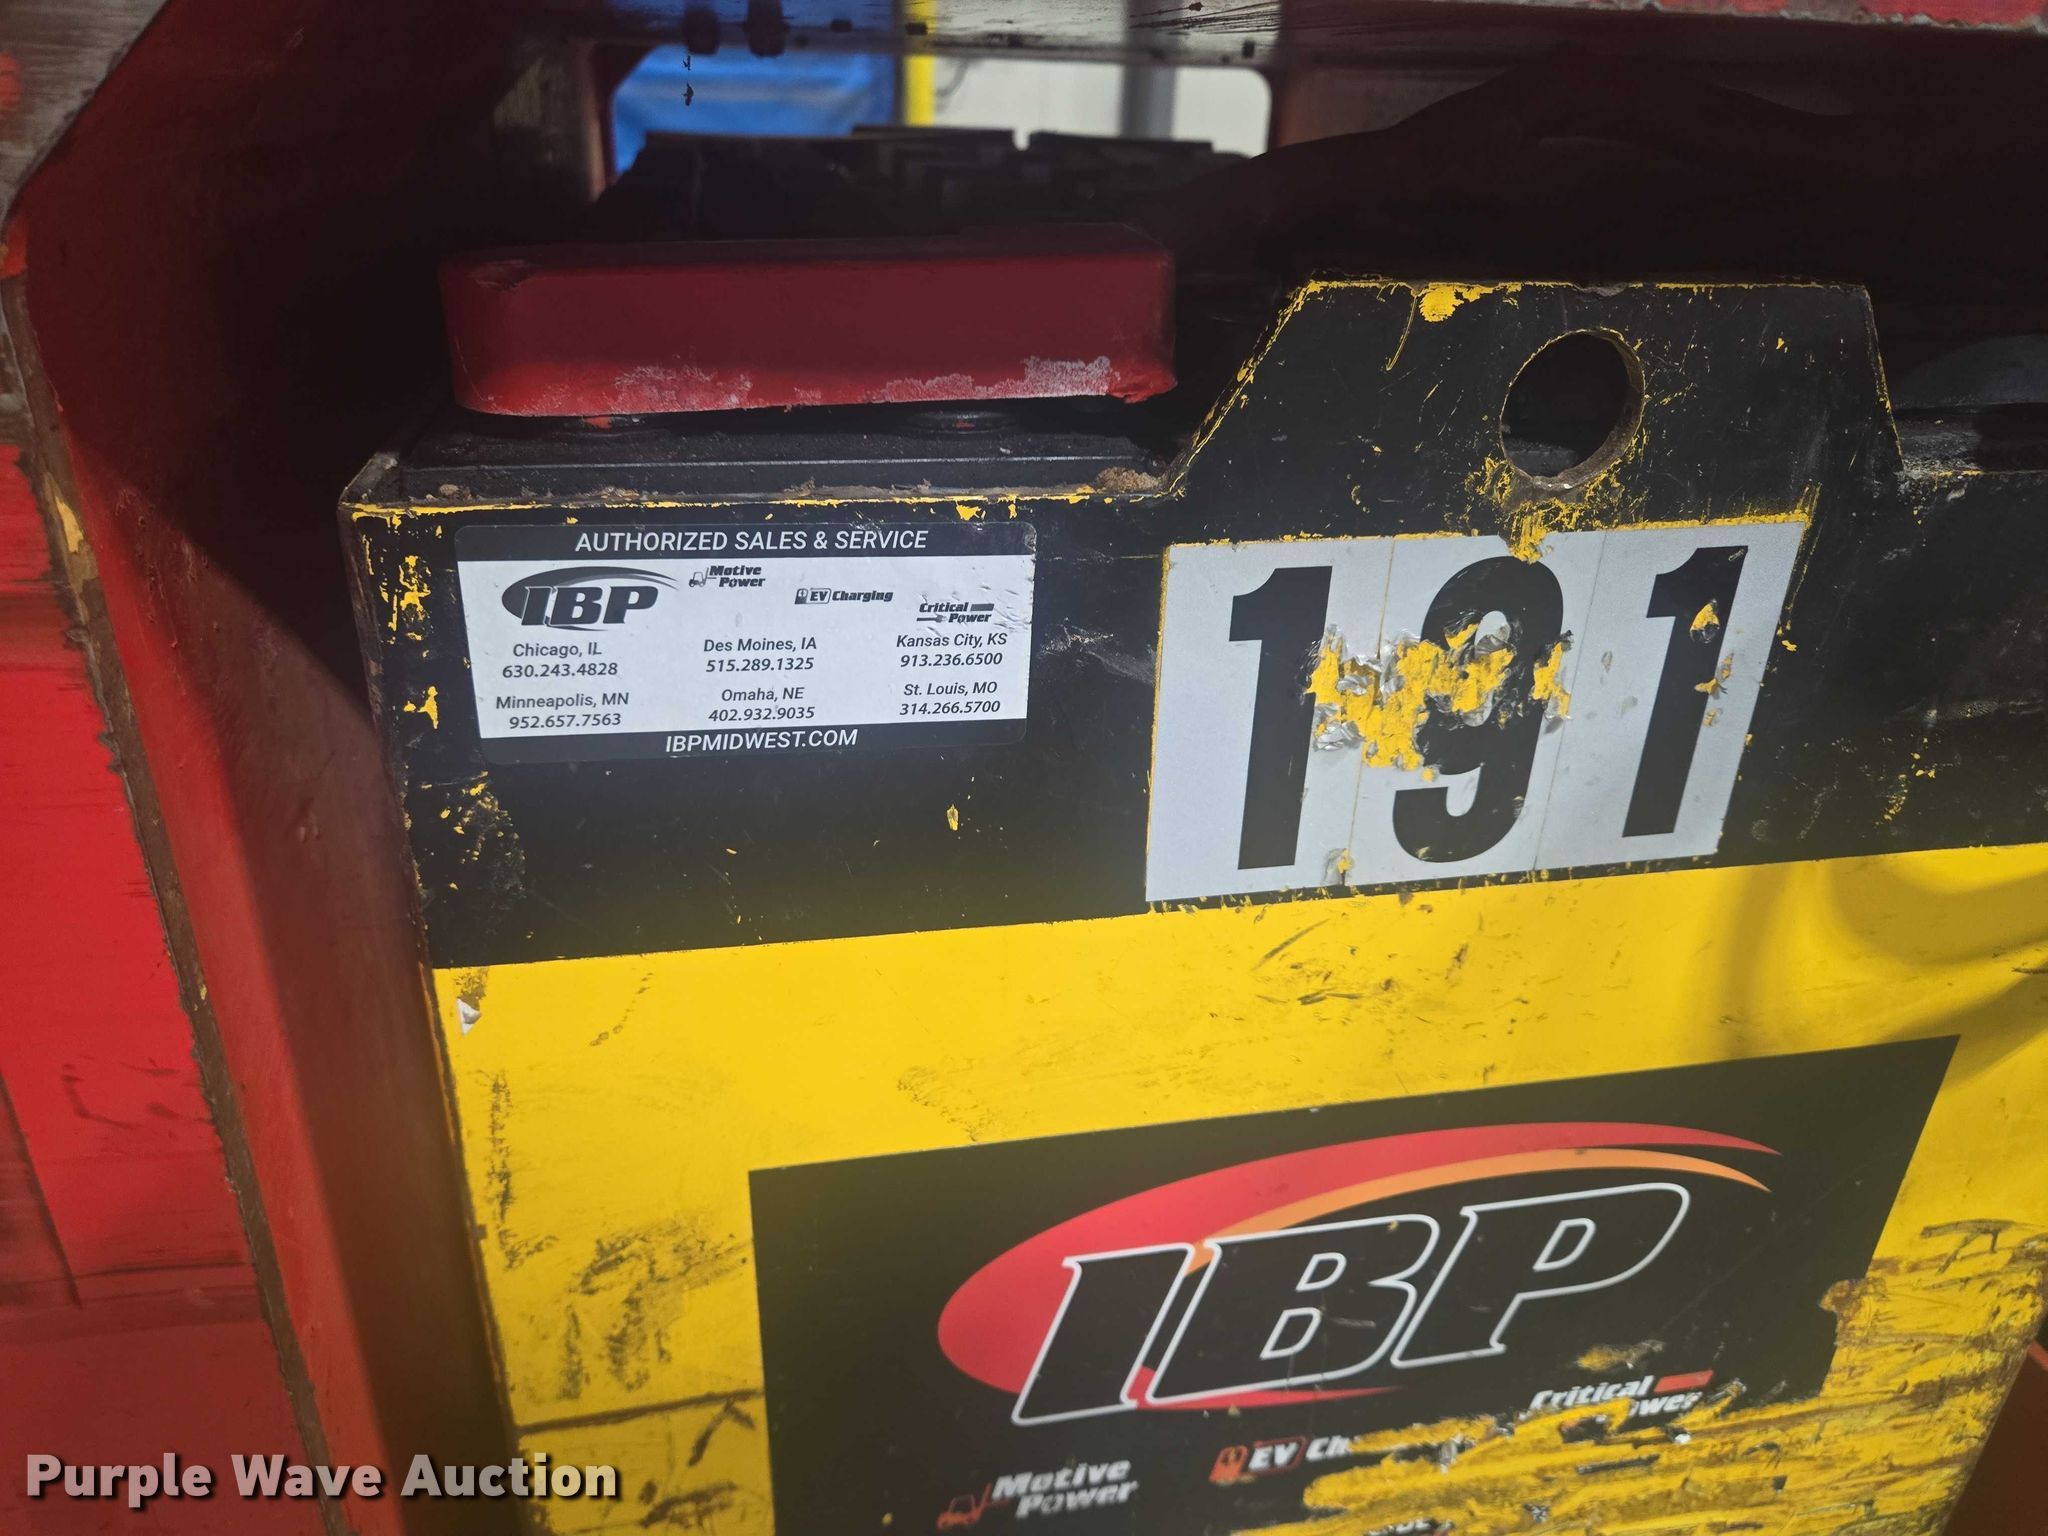 AUTHORIZED SALES & SERVICE
IBP
Motive Power
EV Charging
Critical Power
Chicago, IL
630.243.4828
Des Moines, IA
515.289.1325
Kansas City, KS
913.236.6500
Minneapolis, MN
952.657.7563
Omaha, NE
402.932.9035
St. Louis, MO
314.266.5700
IBPMIDWEST.COM
191
IBP
Critical
Motive
Power
EV Ch
Purple Wave Auction